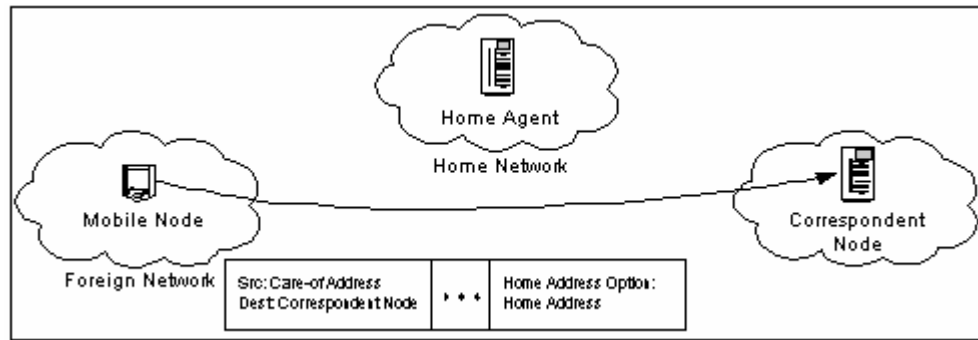 Home Agent
Home Network
Mobile Node
Foreign Network
Correspondent
Node
Src: Care-of Address
Dest: Correspondent Node
• • •
Home Address Option:
Home Address